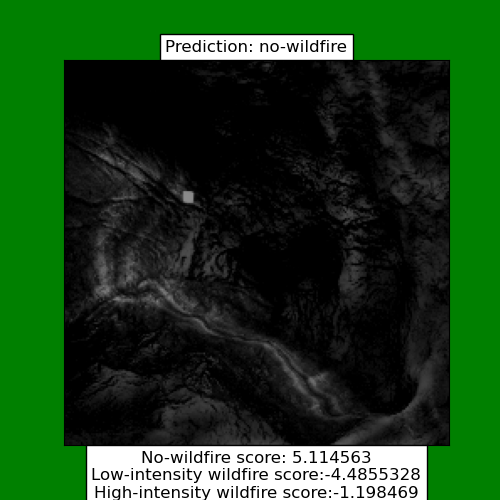 Prediction: no-wildfire
No-wildfire score: 5.114563
Low-intensity wildfire score:-4.4855328
High-intensity wildfire score:-1.198469